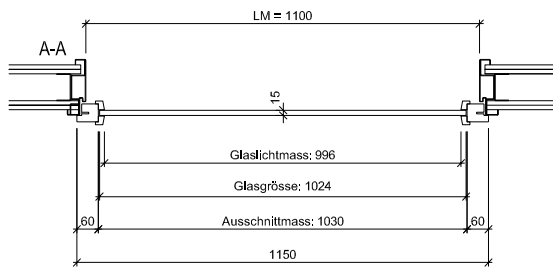 LM = 1100
A-A
15
Glaslichtmass: 996
Glasgrösse: 1024
60 Ausschnittmass: 1030 60
1150